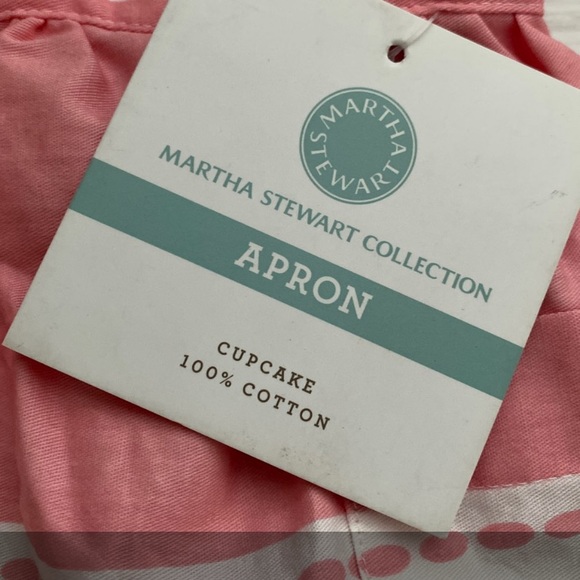 MARTHA STEWART
MARTHA STEWART COLLECTION
APRON
CUPCAKE
100% COTTON